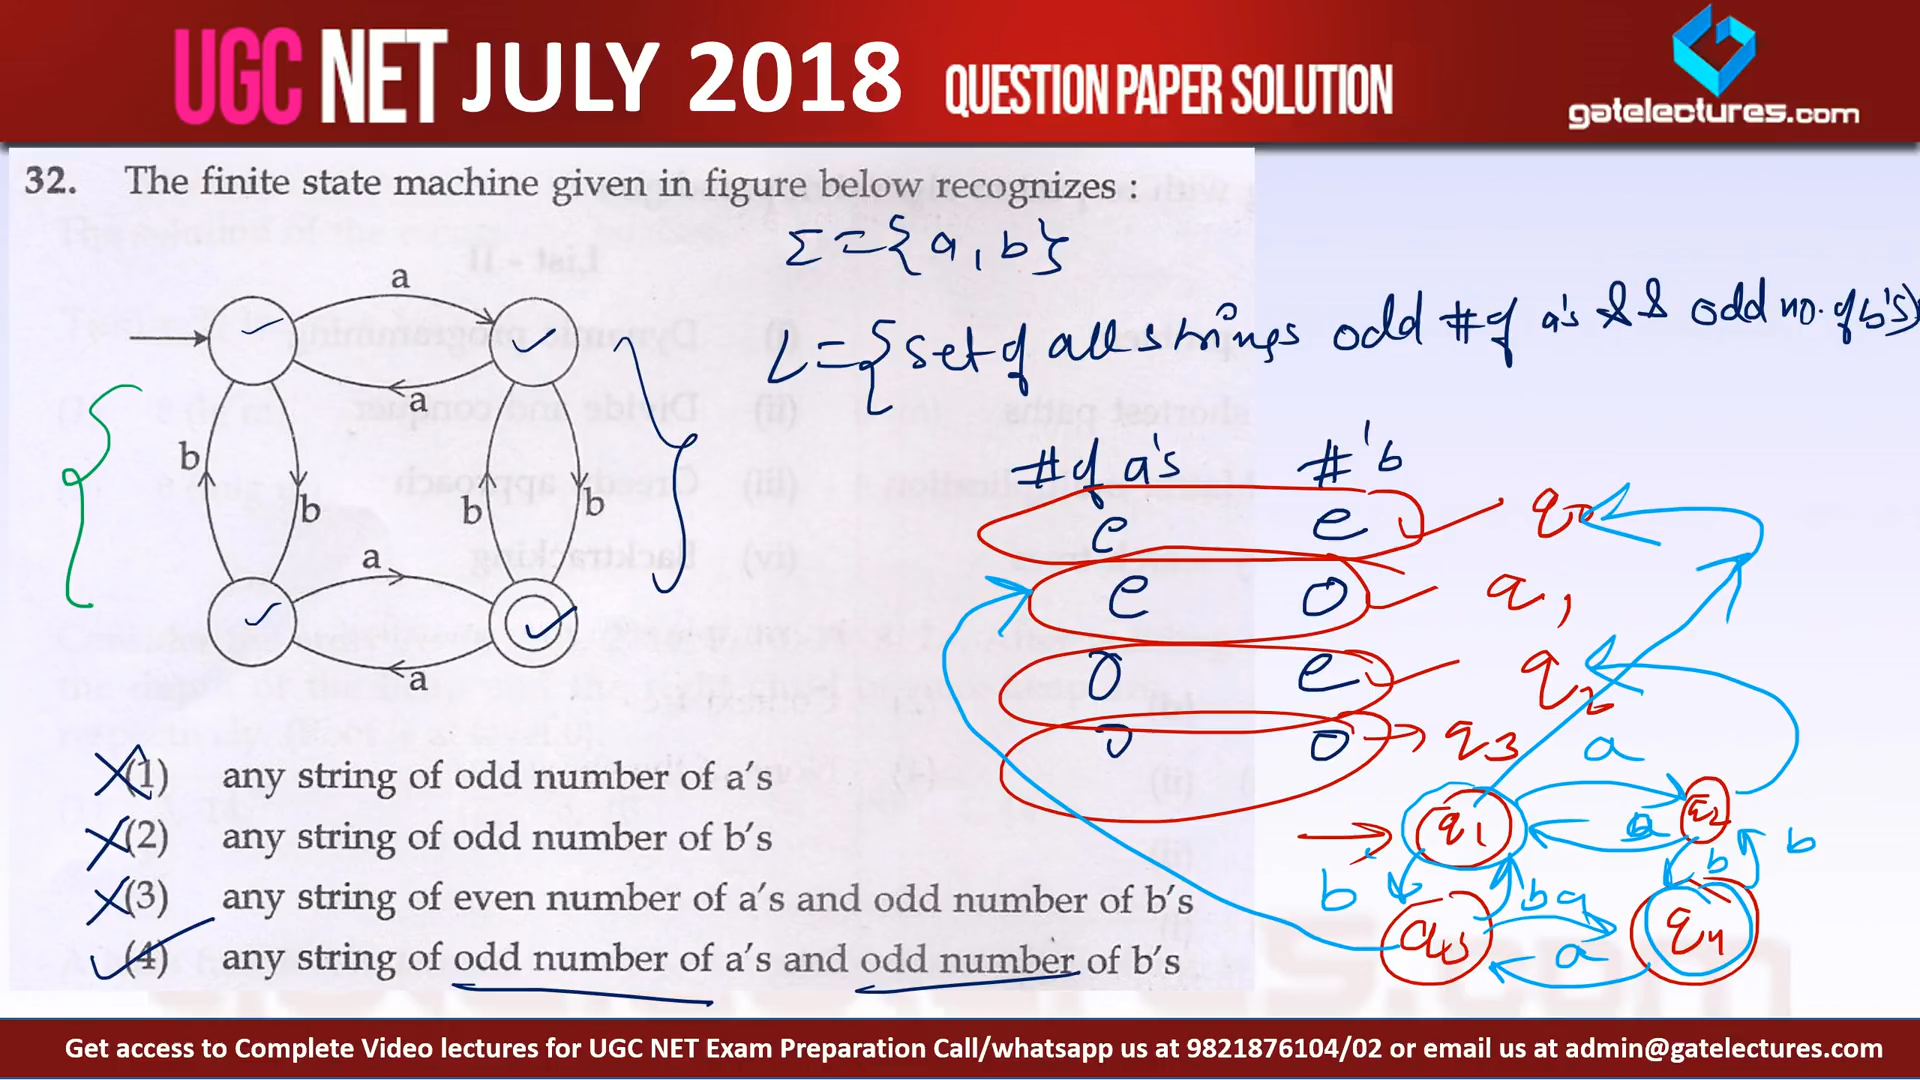 UGC NET JULY 2018 QUESTION PAPER SOLUTION
gatelectures.com
32. The finite state machine given in figure below recognizes :
Σ = {a, b}
L = { set of all strings odd # of a's && odd no. of b's}
a
a
b
b
b
b
a
a
# of a's # 'b
e e
e o q1
o e q2
o o → q3
a
q1 q2
a
b b a b b
q4
a
(1) any string of odd number of a's
(2) any string of odd number of b's
(3) any string of even number of a's and odd number of b's
(4) any string of odd number of a's and odd number of b's
Get access to Complete Video lectures for UGC NET Exam Preparation Call/whatsapp us at 9821876104/02 or email us at admin@gatelectures.com